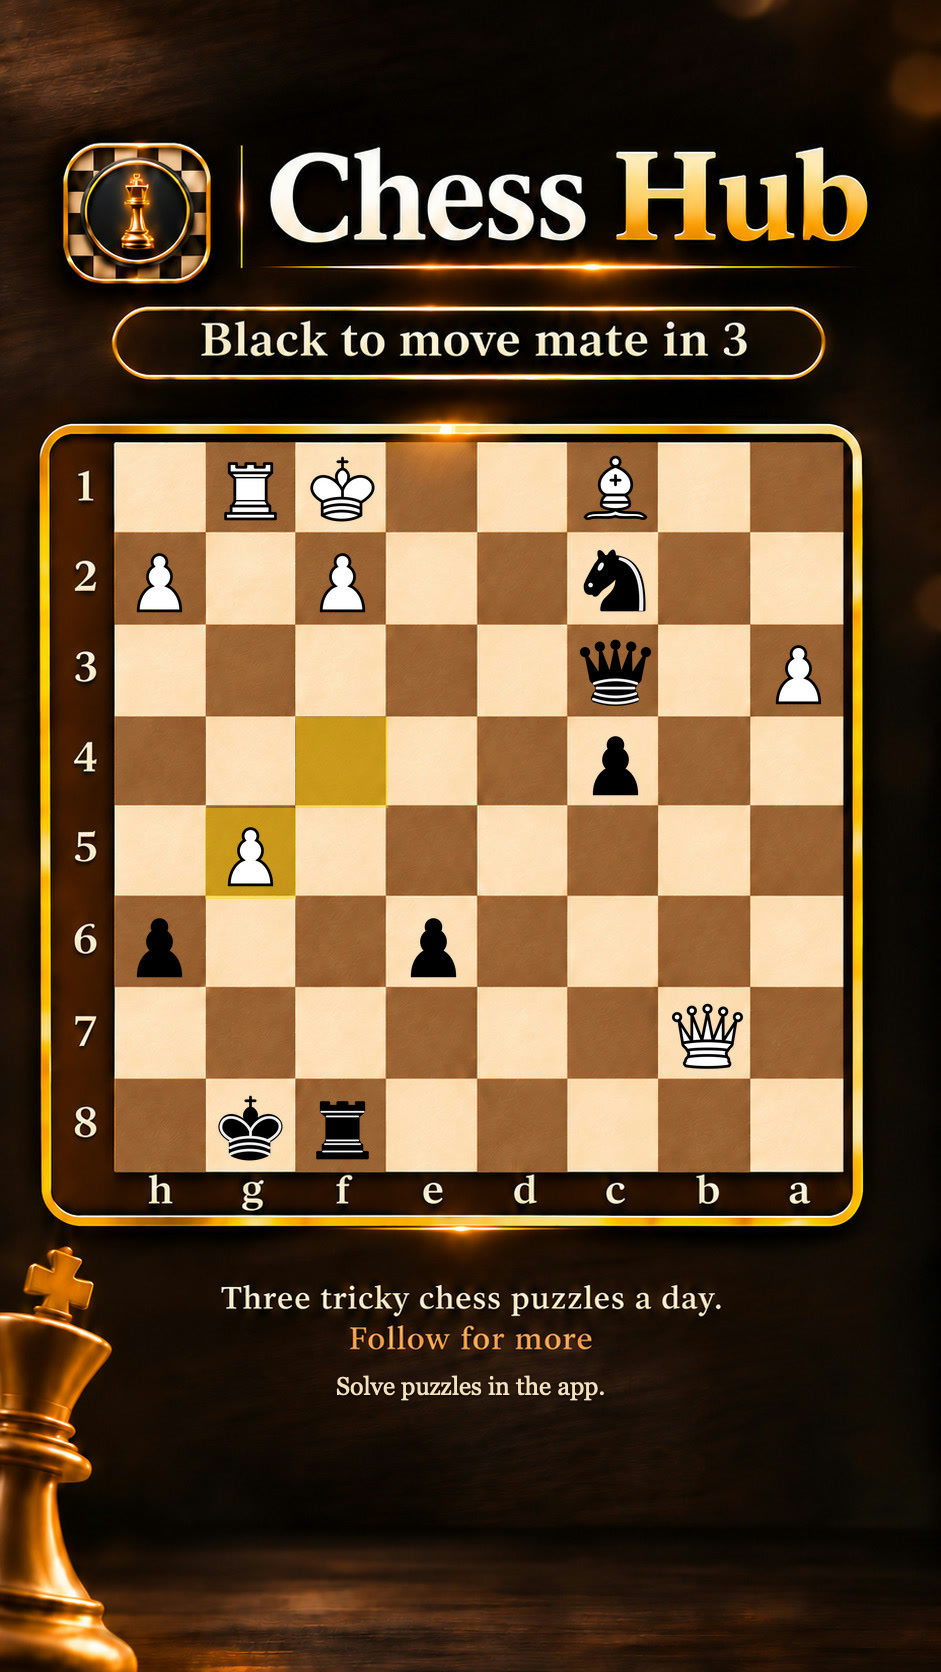 Chess Hub
Black to move mate in 3
1
2
3
4
5
6
7
8
h g f e d c b a
Three tricky chess puzzles a day.
Follow for more
Solve puzzles in the app.